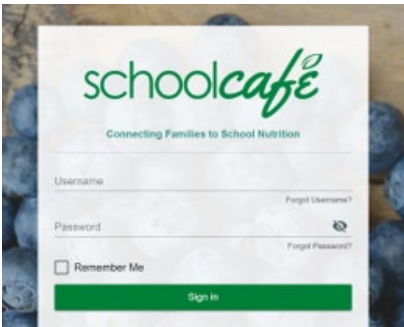 schoolcafé
Connecting Families to School Nutrition
Username
Forgot Username?
Password
Forgot Password?
Remember Me
Sign in